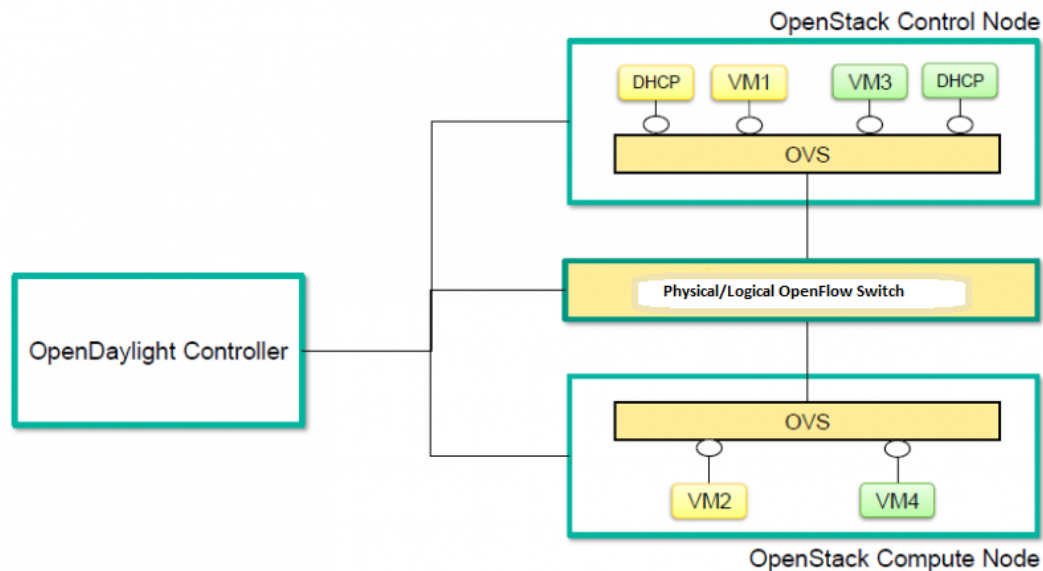 OpenStack Control Node
DHCP
VM1
VM3
DHCP
OVS
Physical/Logical OpenFlow Switch
OpenDaylight Controller
OVS
VM2
VM4
OpenStack Compute Node